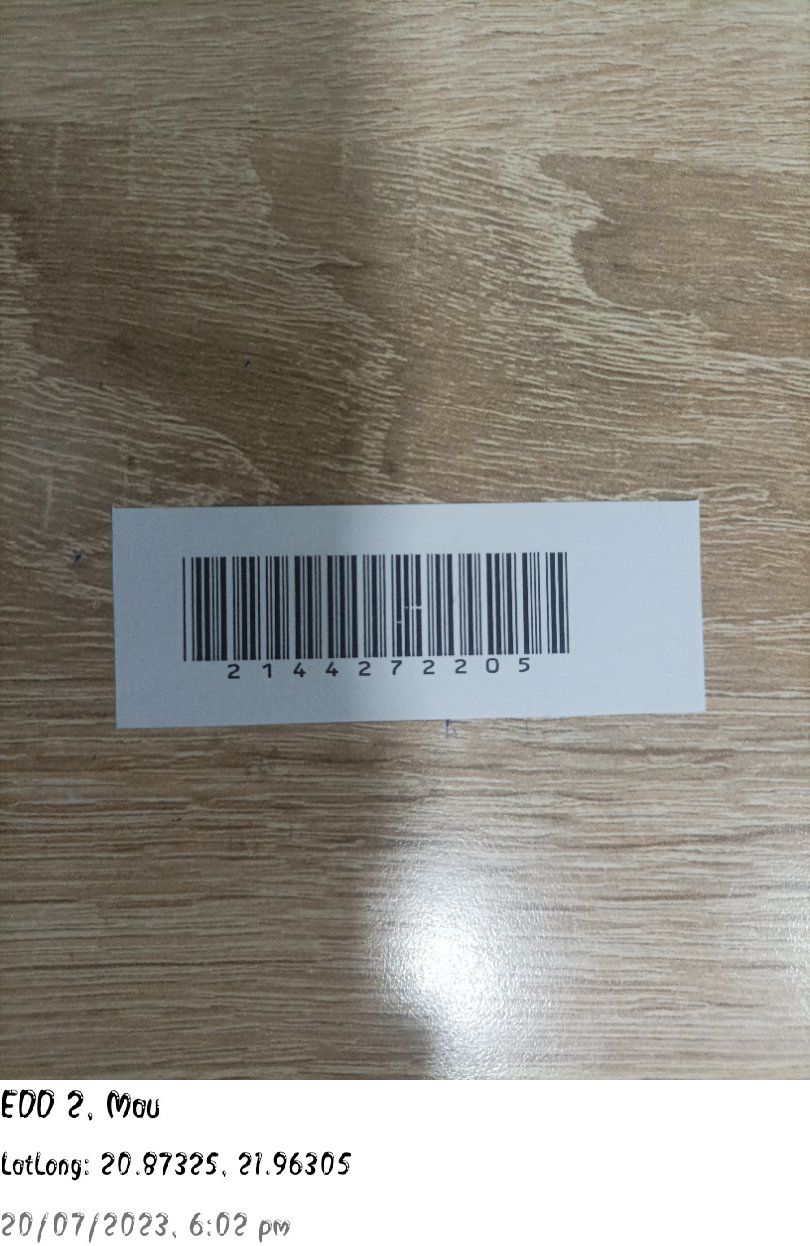 2144272205
EDD 2, Mou
LatLong: 20.87325, 21.96305
20/07/2023, 6:02 pm